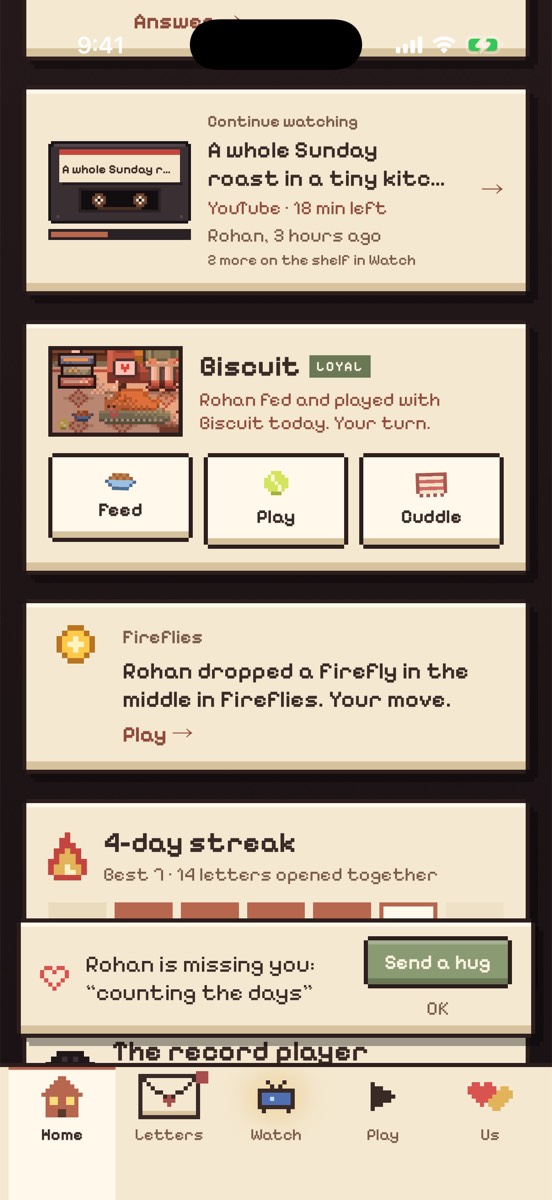 Answer →
9:41
Continue watching
A whole Sunday
roast in a tiny kitc...
A whole Sunday r...
YouTube · 18 min left
→
Rohan, 3 hours ago
8 more on the shelf in Watch
Biscuit LOYAL
Rohan fed and played with
Biscuit today. Your turn.
Feed
Play
Cuddle
Fireflies
Rohan dropped a firefly in the
middle in Fireflies. Your move.
Play →
4-day streak
Best 7 · 14 letters opened together
Rohan is missing you:
“counting the days”
Send a hug
OK
The record player
Home
Letters
Watch
Play
Us